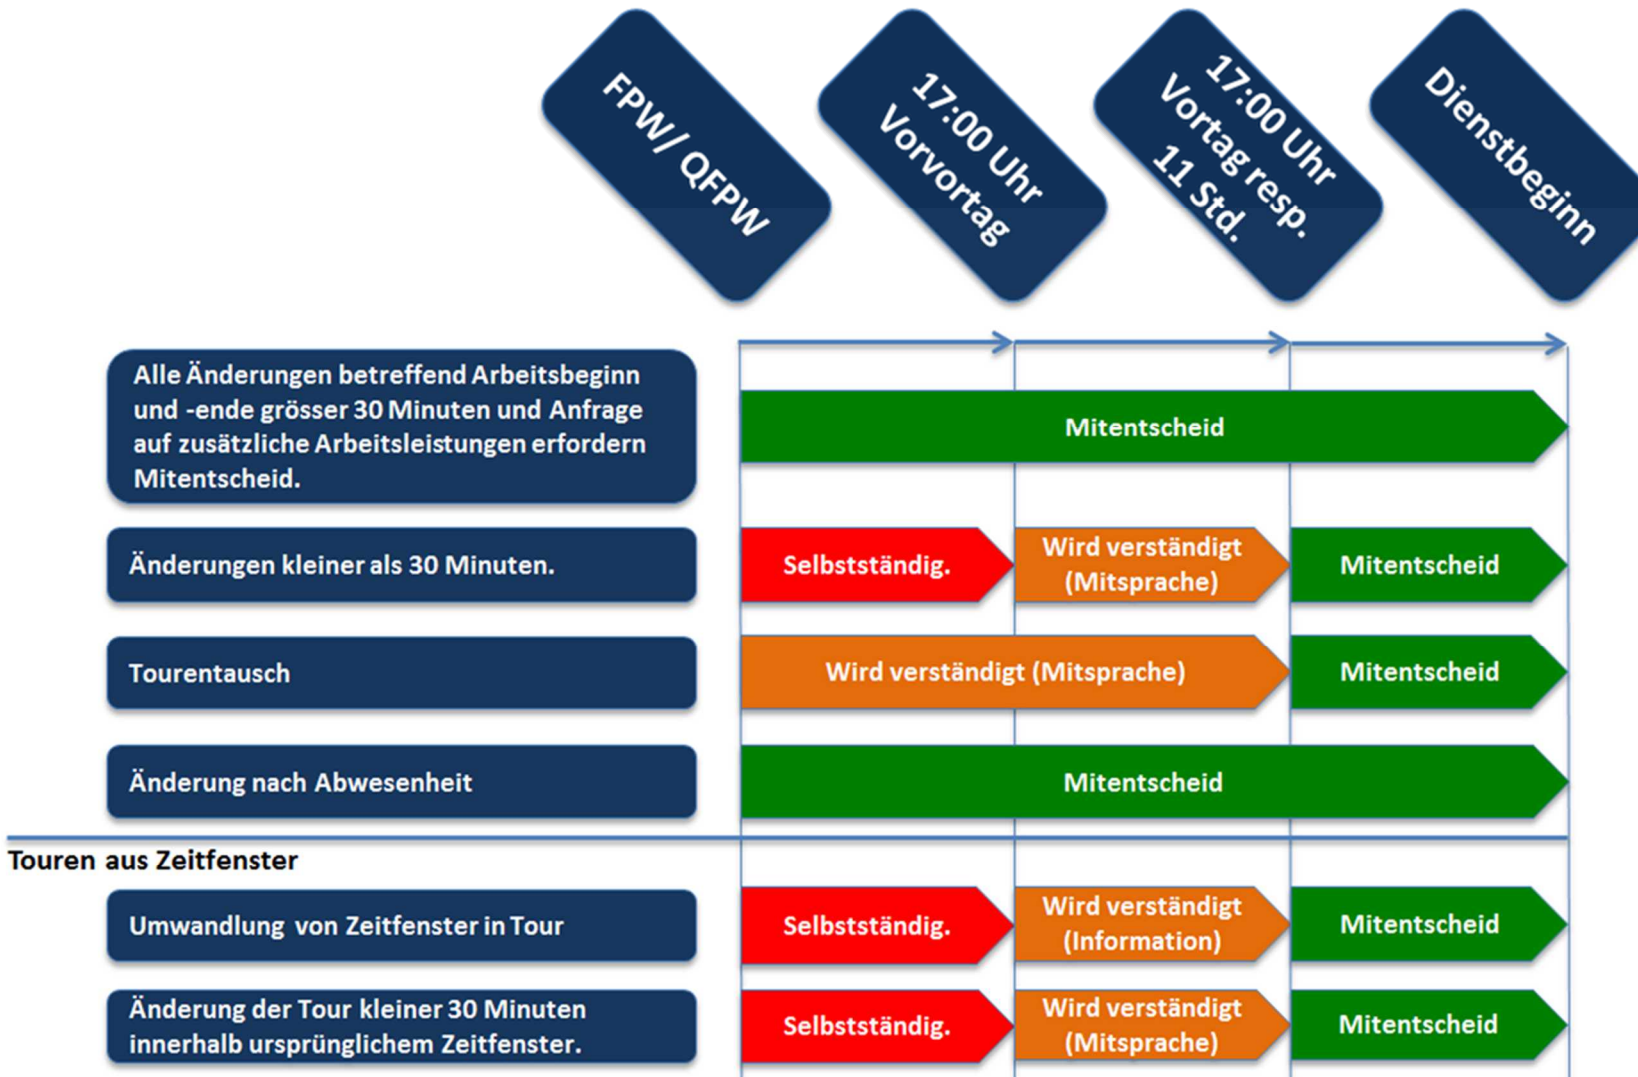 FPW/ QFPW
17:00 Uhr
Vorvortag
17:00 Uhr
Vortag resp.
11 Std.
Dienstbeginn
Alle Änderungen betreffend Arbeitsbeginn
und -ende grösser 30 Minuten und Anfrage
auf zusätzliche Arbeitsleistungen erfordern
Mitentscheid.
Mitentscheid
Änderungen kleiner als 30 Minuten.
Selbstständig.
Wird verständigt
(Mitsprache)
Mitentscheid
Tourentausch
Wird verständigt (Mitsprache)
Mitentscheid
Änderung nach Abwesenheit
Mitentscheid
Touren aus Zeitfenster
Umwandlung von Zeitfenster in Tour
Selbstständig.
Wird verständigt
(Information)
Mitentscheid
Änderung der Tour kleiner 30 Minuten
innerhalb ursprünglichem Zeitfenster.
Selbstständig.
Wird verständigt
(Mitsprache)
Mitentscheid